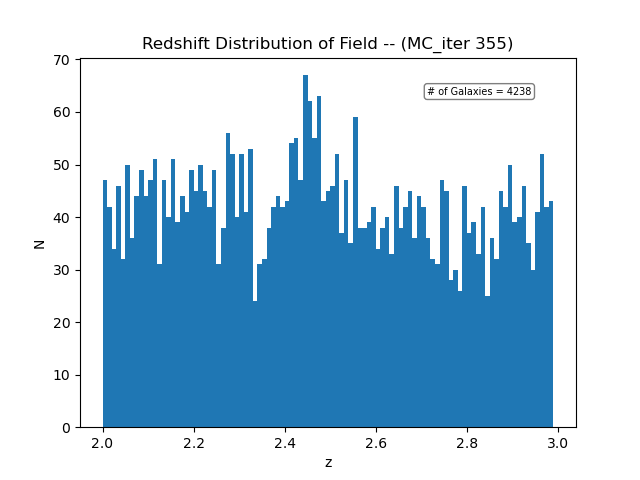 Redshift Distribution of Field -- (MC_iter 355)
# of Galaxies = 4238
70
60
50
40
30
20
10
0
N
2.0 2.2 2.4 2.6 2.8 3.0
z